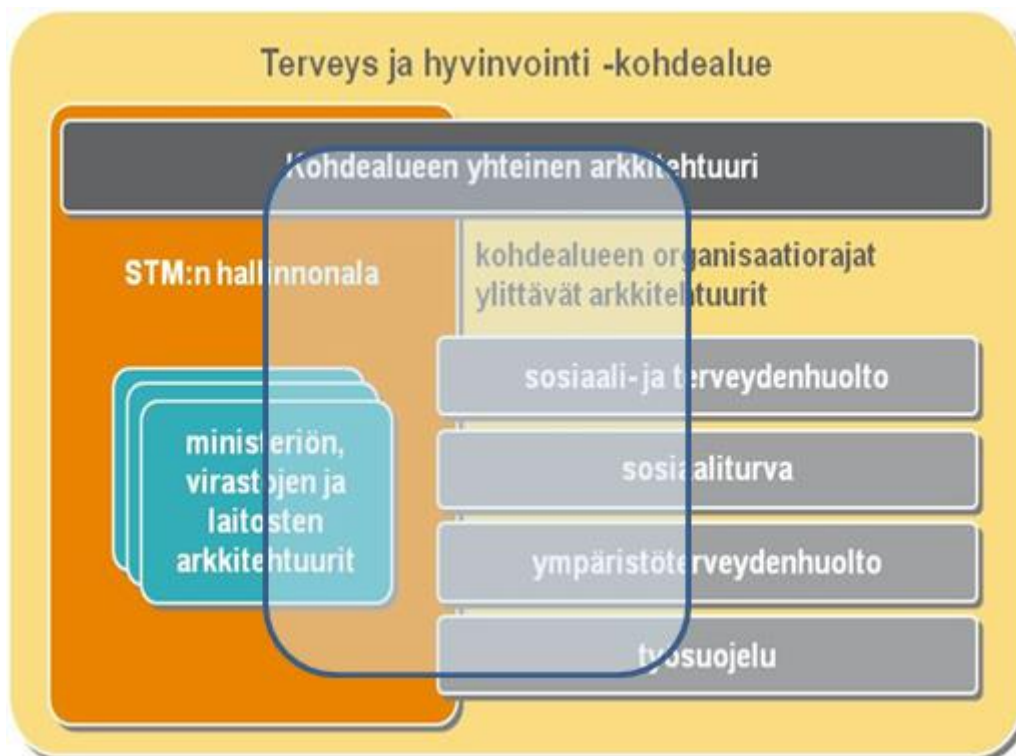 Terveys ja hyvinvointi -kohdealue
Kohdealueen yhteinen arkkitehtuuri
STM:n hallinnonala
kohdealueen organisaatiorajat
ylittävät arkkitehtuurit
sosiaali- ja terveydenhuolto
ministeriön,
virastojen ja
laitosten
arkkitehtuurit
sosiaaliturva
ympäristöterveydenhuolto
työsuojelu